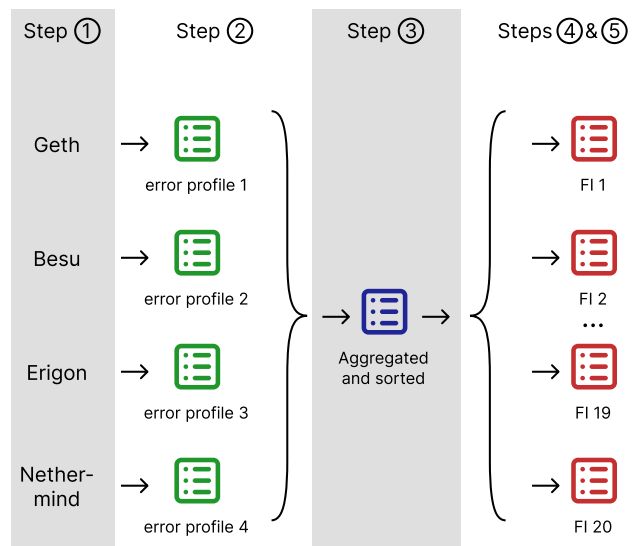 Step ①
Step ②
Step ③
Steps ④ & ⑤
Geth
error profile 1
Besu
error profile 2
Erigon
error profile 3
Nether-
mind
error profile 4
Aggregated
and sorted
FI 1
FI 2
...
FI 19
FI 20